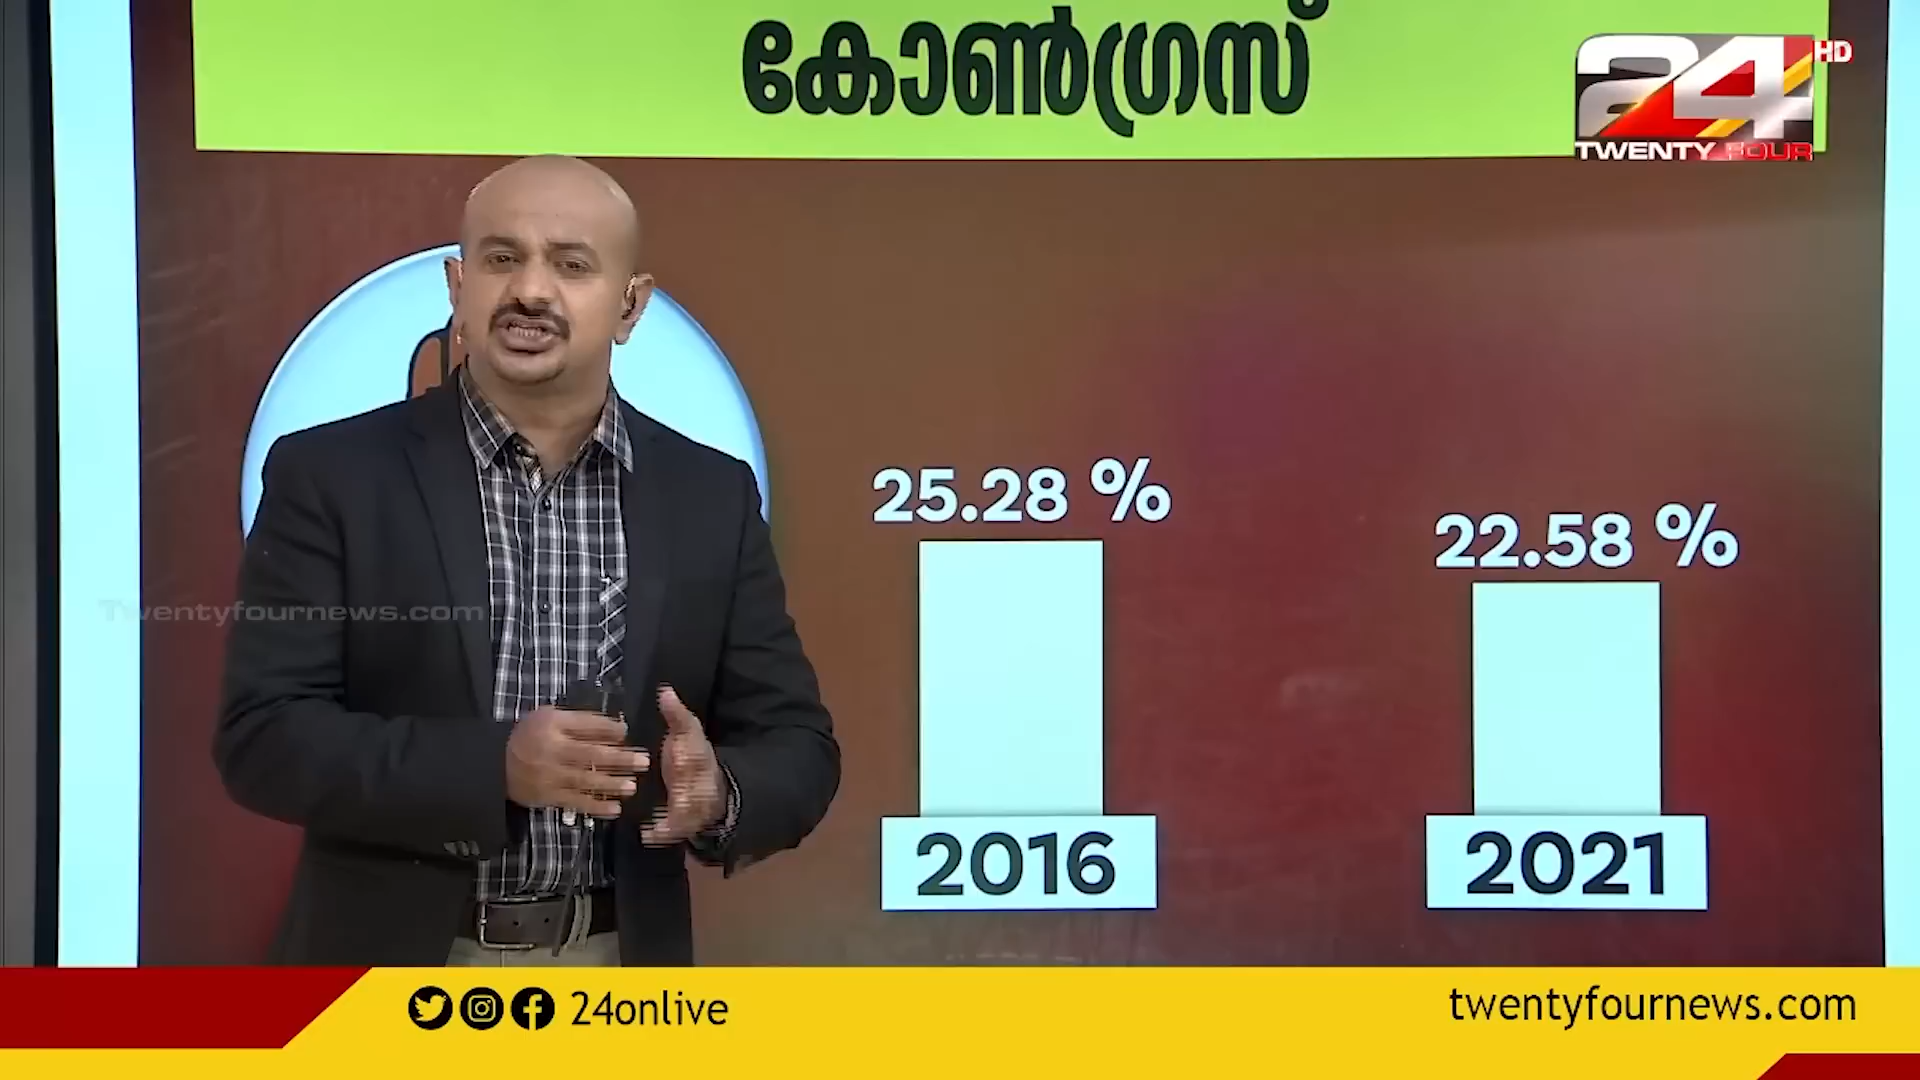 കോൺഗ്രസ്
24 HD
TWENTY FOUR
25.28 %
22.58 %
Twentyfournews.com
2016
2021
24onlive
twentyfournews.com